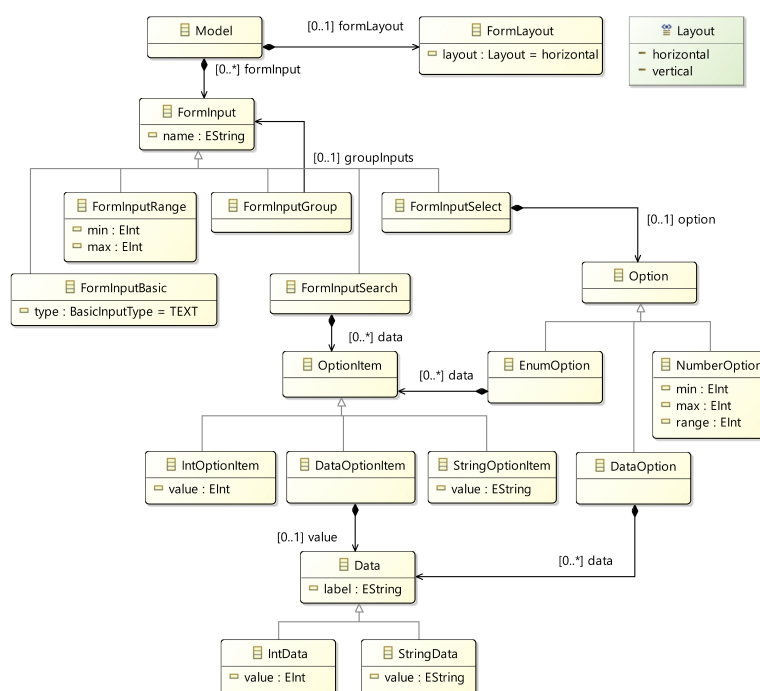 Model
[0..1] formLayout
FormLayout
layout : Layout = horizontal
Layout
horizontal
vertical
[0..*] formInput
FormInput
name : EString
[0..1] groupInputs
FormInputRange
min : EInt
max : EInt
FormInputGroup
FormInputSelect
[0..1] option
FormInputBasic
type : BasicInputType = TEXT
FormInputSearch
Option
[0..*] data
OptionItem
[0..*] data
EnumOption
NumberOption
min : EInt
max : EInt
range : EInt
IntOptionItem
value : EInt
DataOptionItem
StringOptionItem
value : EString
DataOption
[0..1] value
[0..*] data
Data
label : EString
IntData
value : EInt
StringData
value : EString